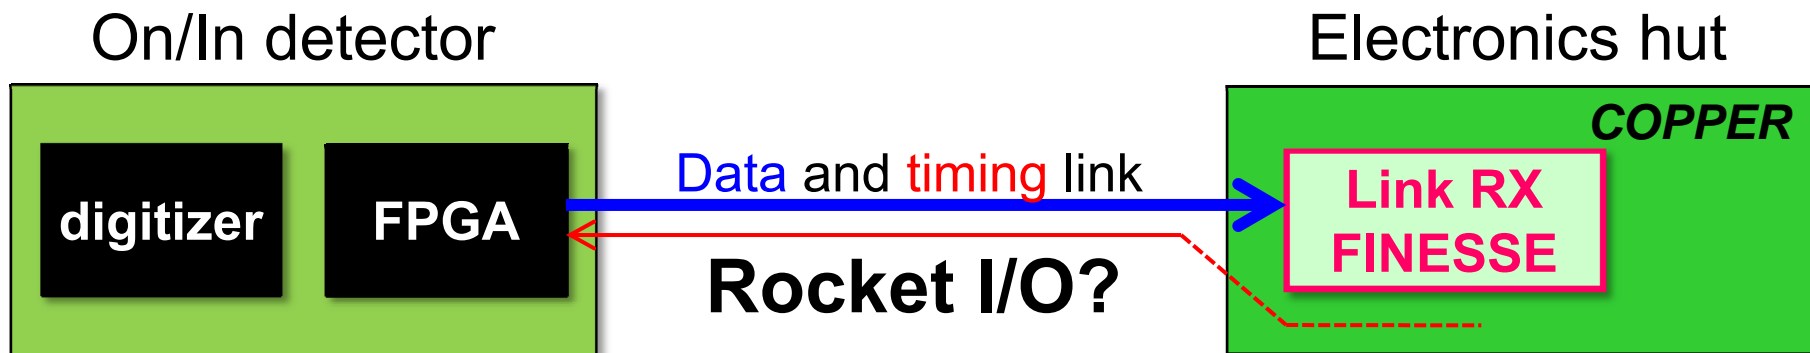 On/In detector
Electronics hut
COPPER
digitizer
FPGA
Data and timing link
Rocket I/O?
Link RX
FINESSE